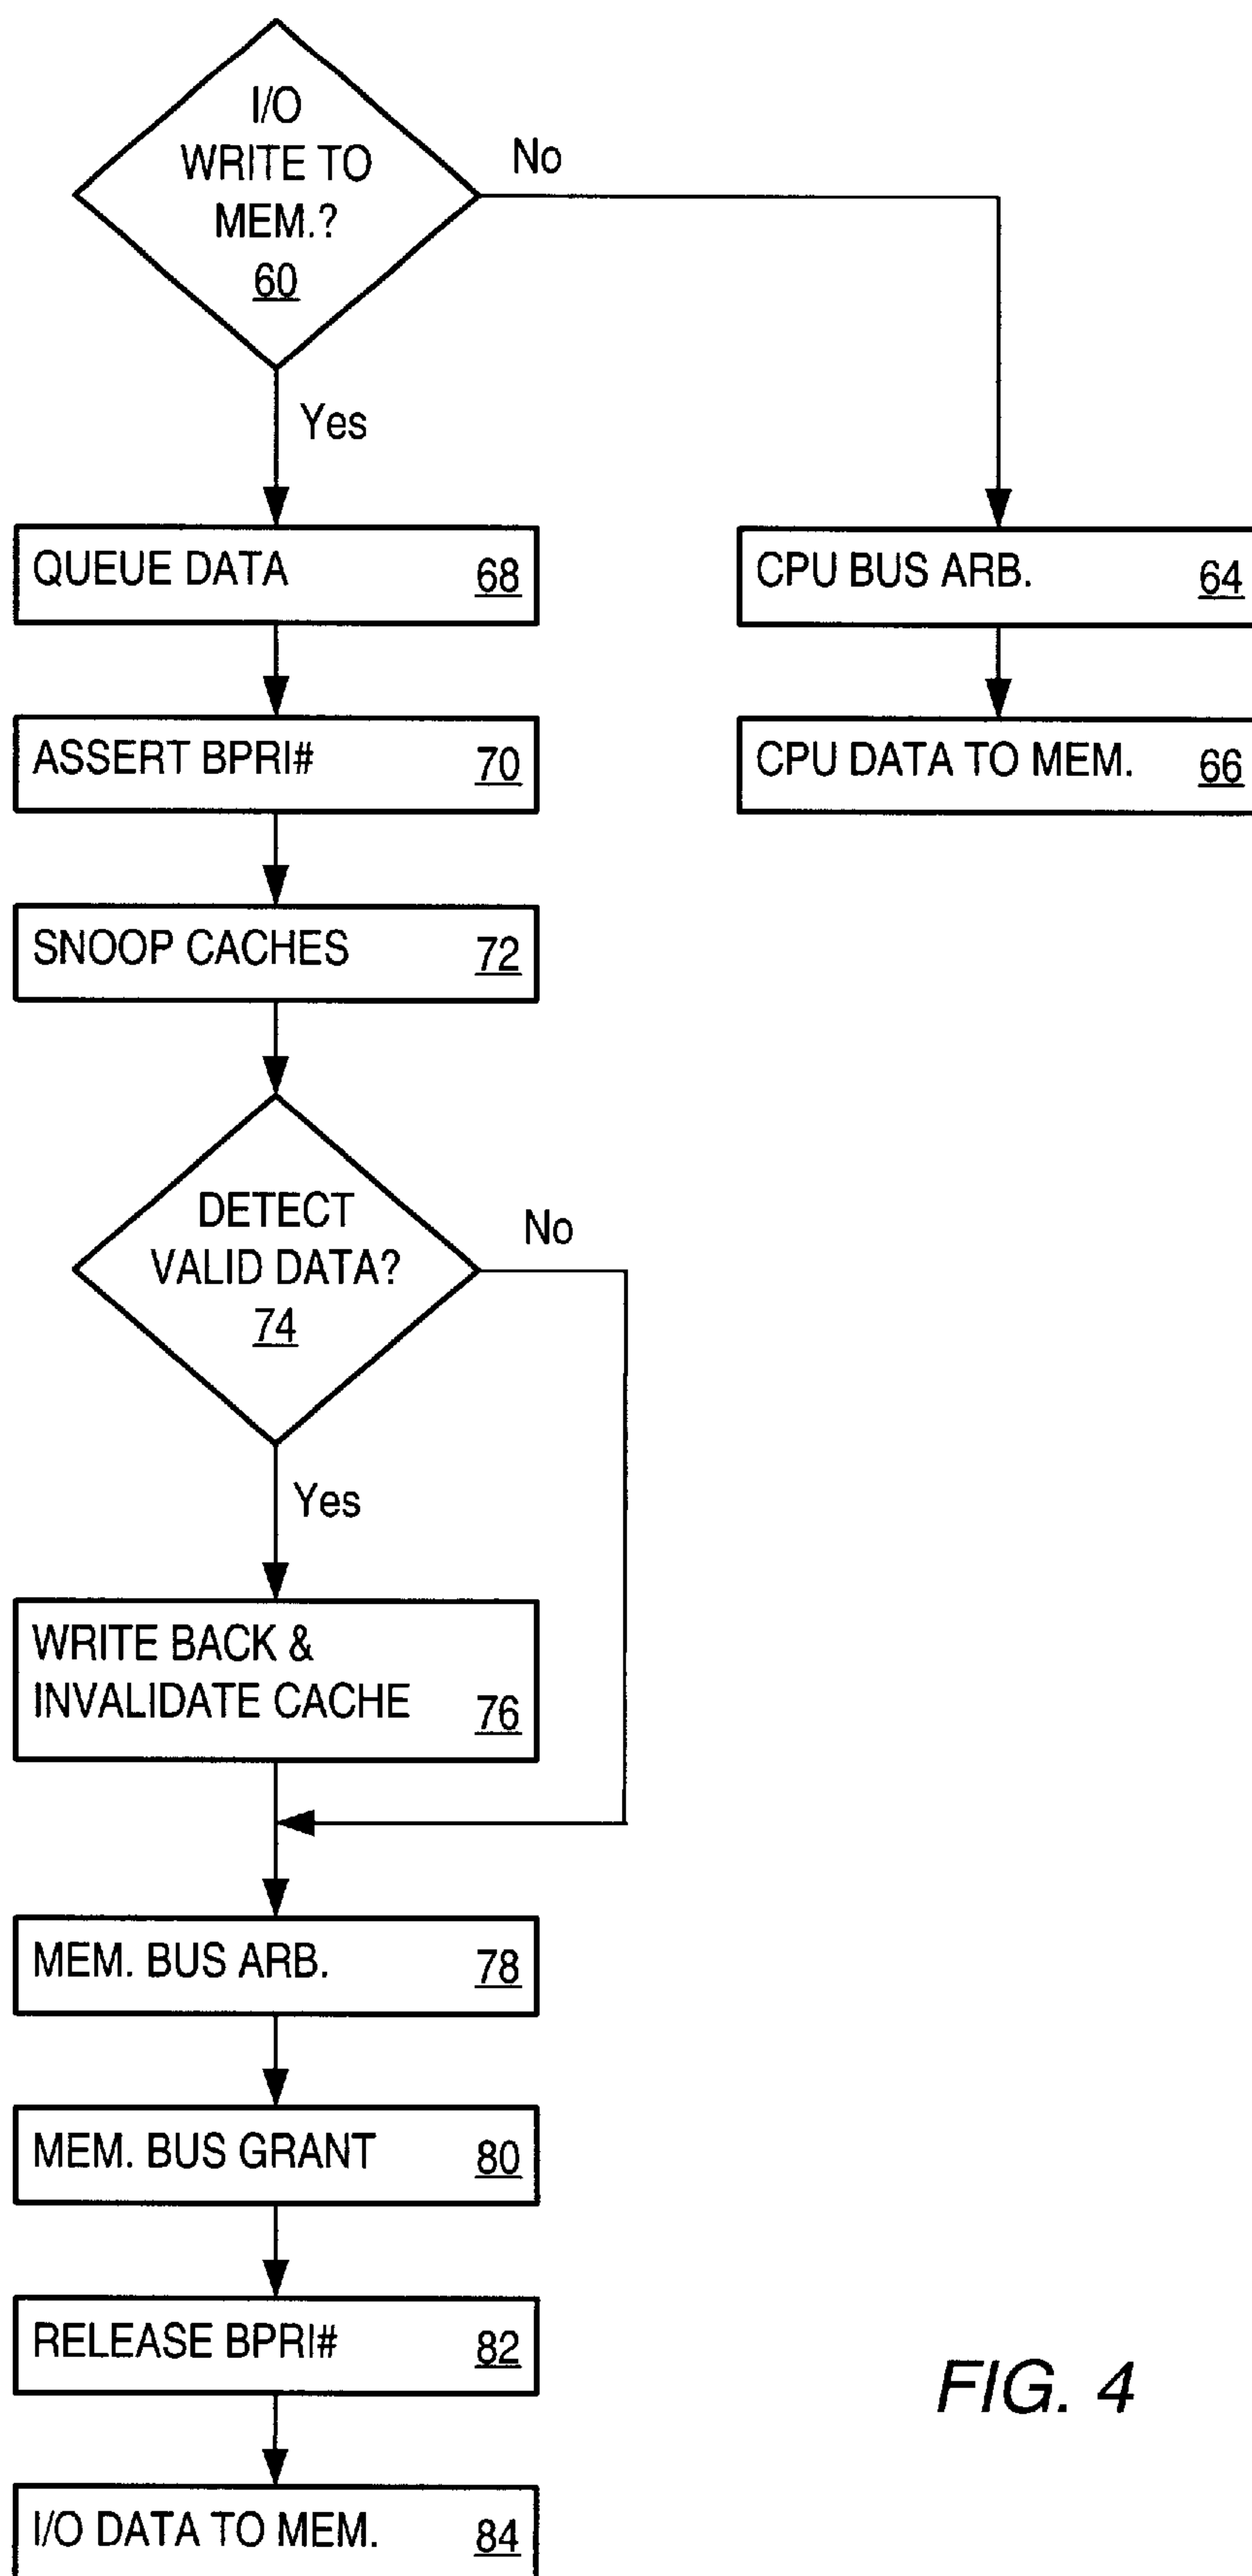 I/O
WRITE TO
MEM.?
60
No
Yes
QUEUE DATA 68
CPU BUS ARB. 64
ASSERT BPRI# 70
CPU DATA TO MEM. 66
SNOOP CACHES 72
DETECT
VALID DATA?
74
No
Yes
WRITE BACK &
INVALIDATE CACHE 76
MEM. BUS ARB. 78
MEM. BUS GRANT 80
RELEASE BPRI# 82
I/O DATA TO MEM. 84
FIG. 4